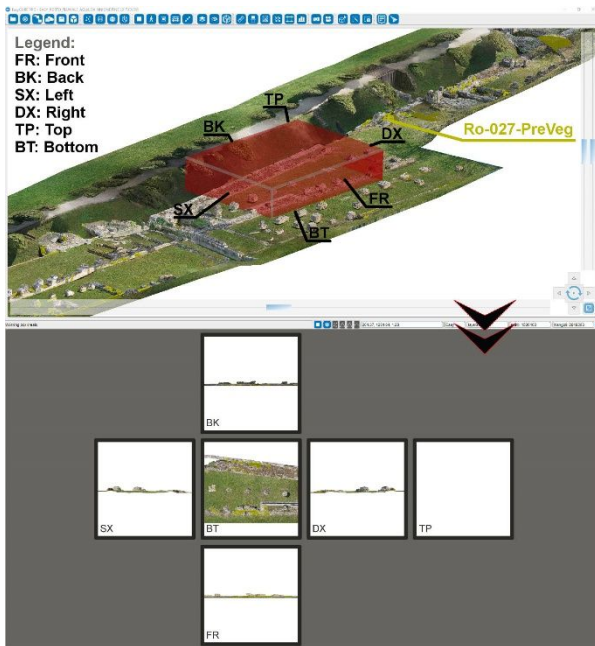 Legend:
FR: Front
BK: Back
SX: Left
DX: Right
TP: Top
BT: Bottom
TP
BK
DX
Ro-027-PreVeg
SX
FR
BT
BK
SX
BT
DX
TP
FR